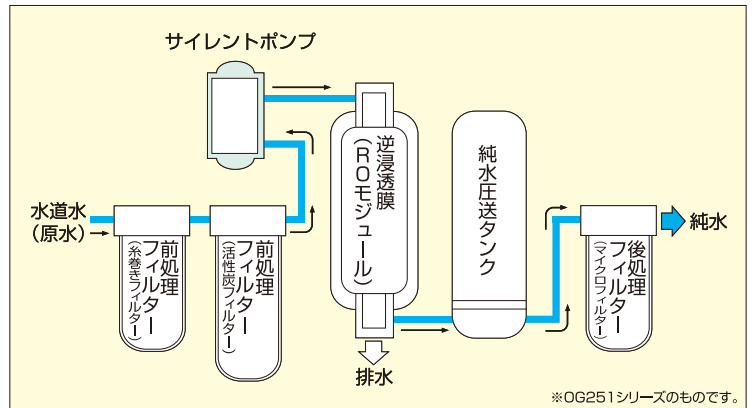 サイレントポンプ
水道水
（原水）
前処理
フィルター
（糸巻きフィルター）
前処理
フィルター
（活性炭フィルター）
逆浸透膜
（ROモジュール）
排水
純水圧送タンク
後処理
フィルター
（マイクロフィルター）
純水
※OG251シリーズのものです。